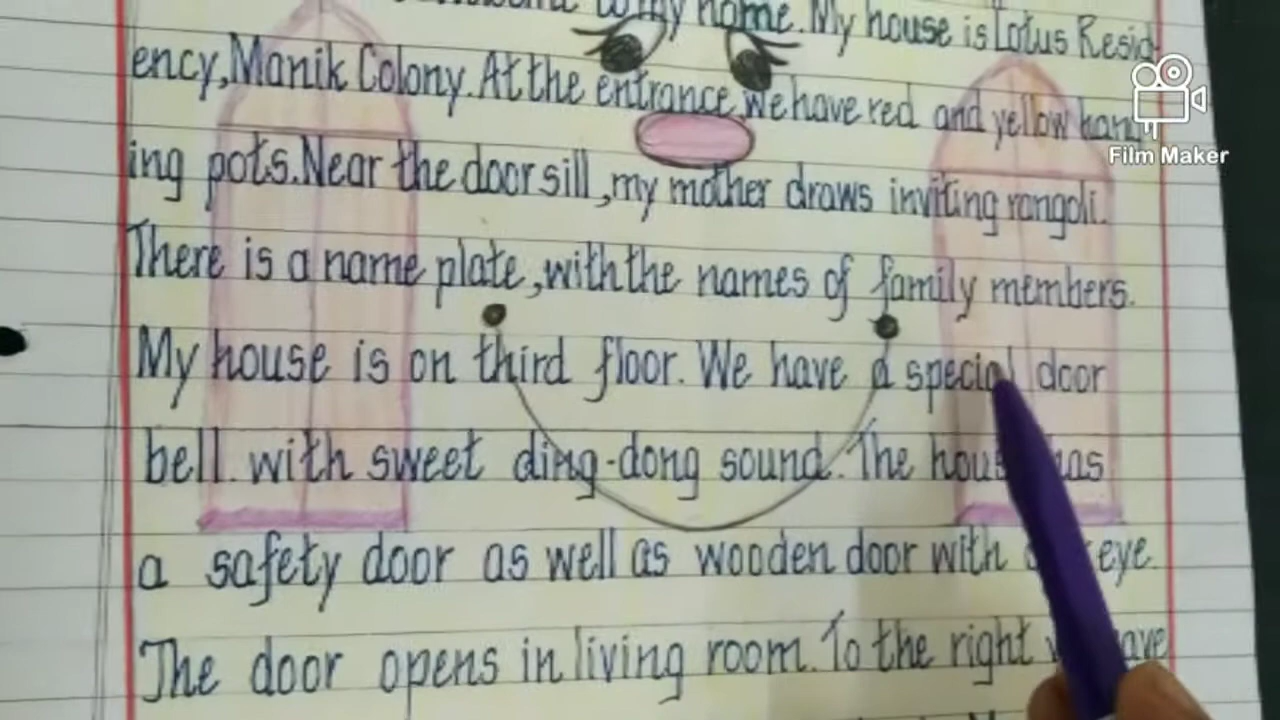 to my home. My house is Lotus Resid-
ency, Manik Colony. At the entrance, We have red and yellow hang-
ing pots. Near the door sill, my mother draws inviting rangoli.
There is a name plate, with the names of family members.
My house is on third floor. We have a special door
bell. with sweet ding-dong sound. The house has
a safety door as well as wooden door with eye.
The door opens in living room. To the right have
Film Maker